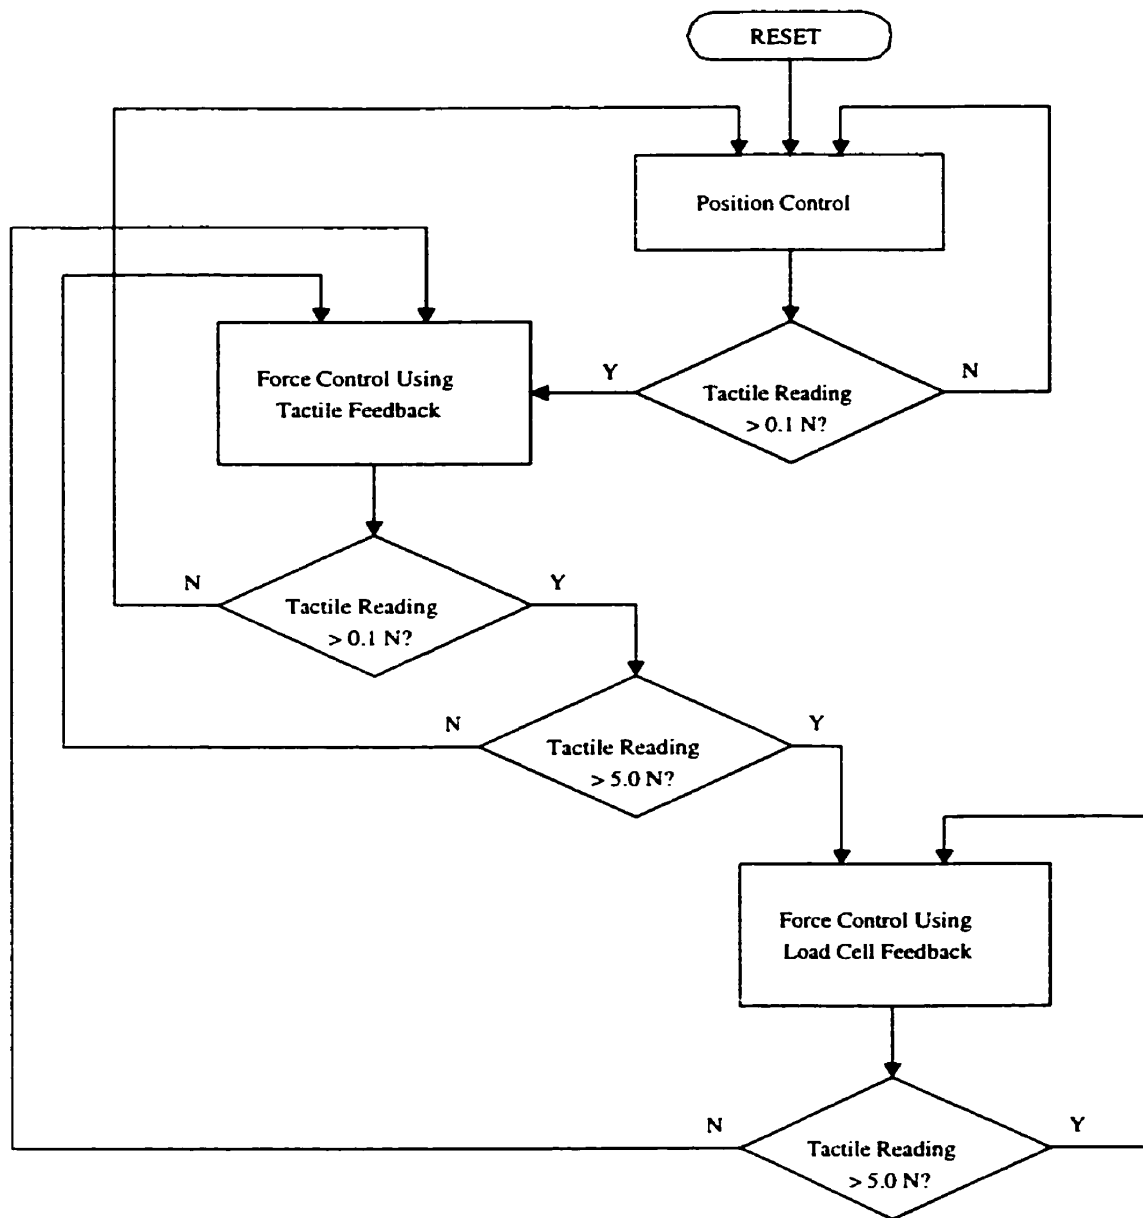 RESET
Position Control
Y
Tactile Reading
> 0.1 N?
N
Force Control Using
Tactile Feedback
N
Tactile Reading
> 0.1 N?
Y
N
Tactile Reading
> 5.0 N?
Y
Force Control Using
Load Cell Feedback
N
Tactile Reading
> 5.0 N?
Y